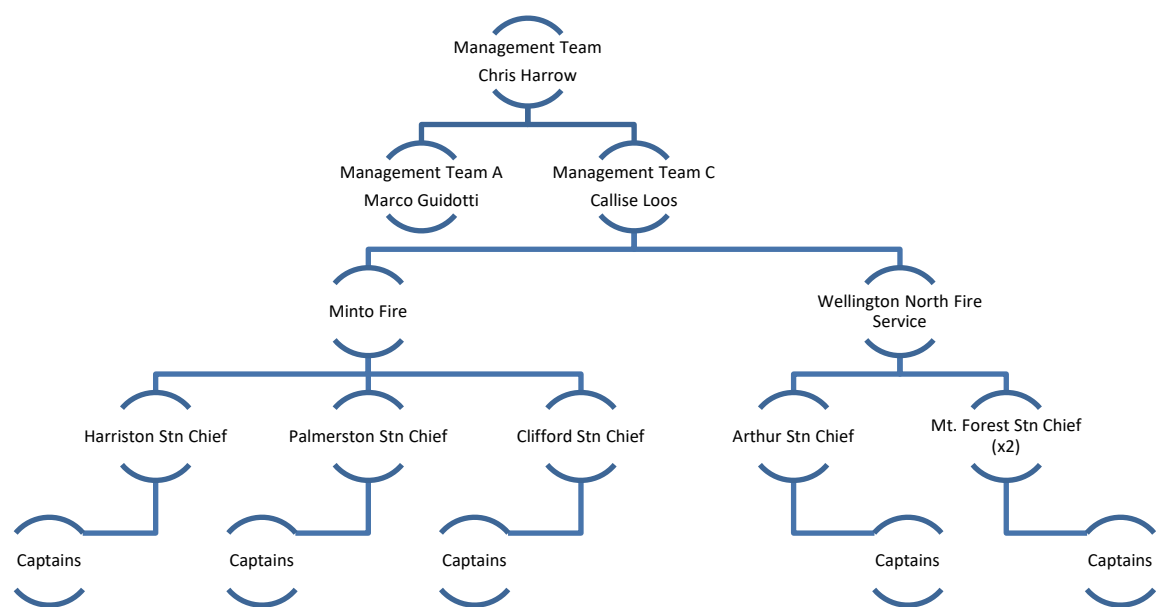 Management Team
Chris Harrow
Management Team A
Marco Guidotti
Management Team C
Callise Loos
Minto Fire
Wellington North Fire
Service
Harriston Stn Chief
Palmerston Stn Chief
Clifford Stn Chief
Arthur Stn Chief
Mt. Forest Stn Chief
(x2)
Captains
Captains
Captains
Captains
Captains